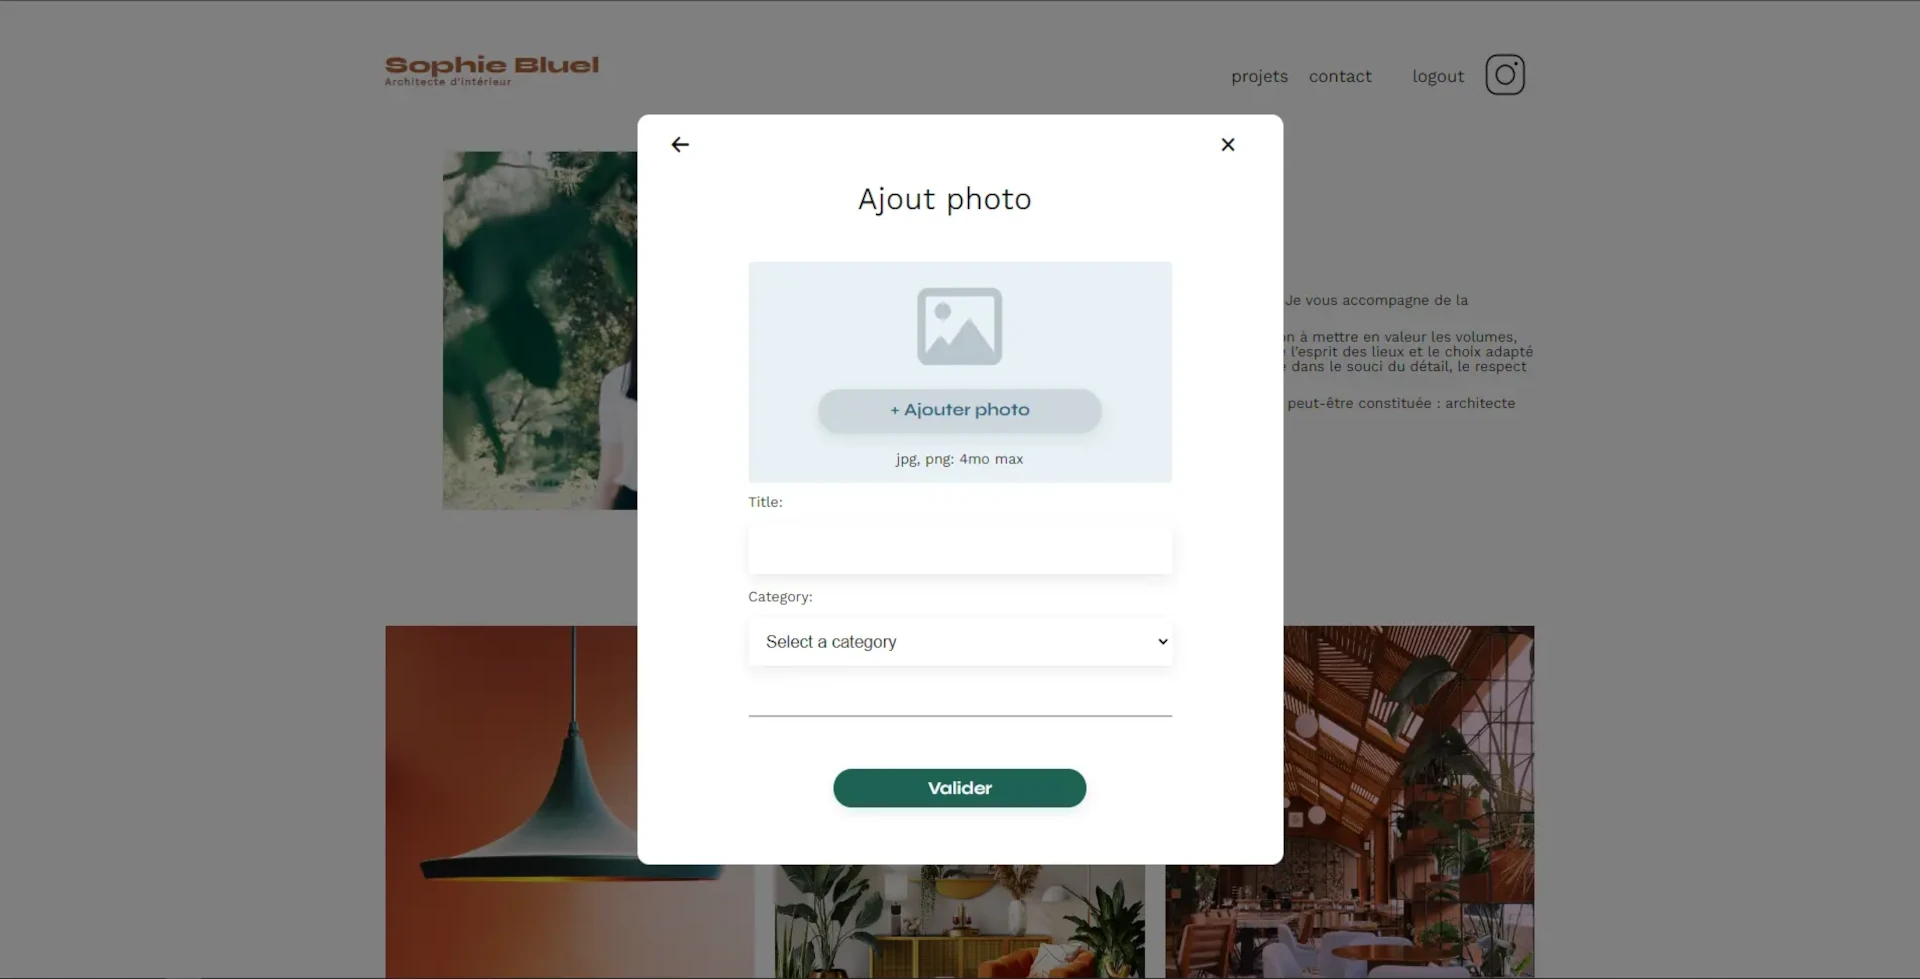 Sophie Bluel
Architecte d'intérieur
projets
contact
logout
Ajout photo
+ Ajouter photo
jpg, png: 4mo max
Title:
Category:
Select a category
Valider
Je vous accompagne de la
à mettre en valeur les volumes,
l'esprit des lieux et le choix adapté
dans le souci du détail, le respect
peut-être constituée : architecte